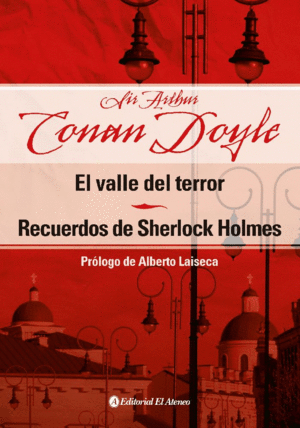 Sir Arthur
Conan Doyle
El valle del terror
Recuerdos de Sherlock Holmes
Prólogo de Alberto Laiseca
A Editorial El Ateneo